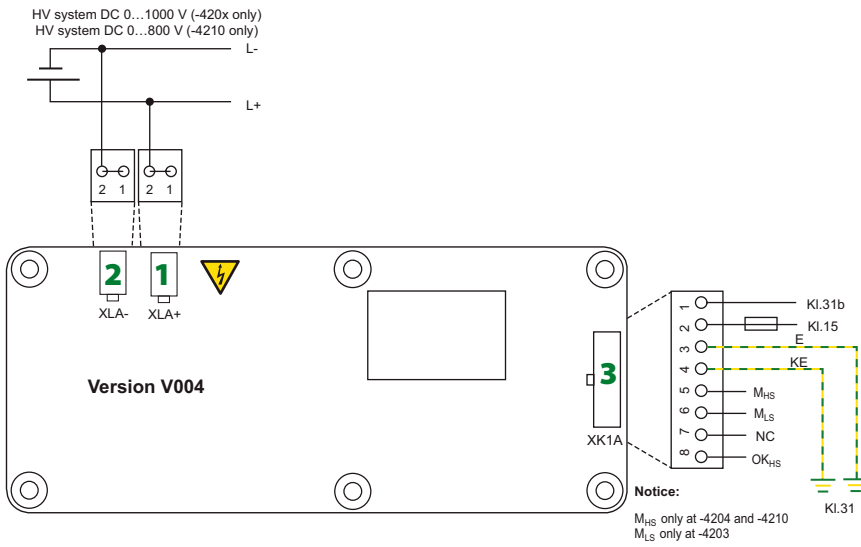 HV system DC 0...1000 V (-420x only)
HV system DC 0...800 V (-4210 only)
L-
L+
2 1
2 1
2
1
XLA-
XLA+
Version V004
3
XK1A
1
2
3
4
5
6
7
8
Kl.31b
Kl.15
E
KE
MHS
MLS
NC
OKHS
Kl.31
Notice:
MHS only at -4204 and -4210
MLS only at -4203